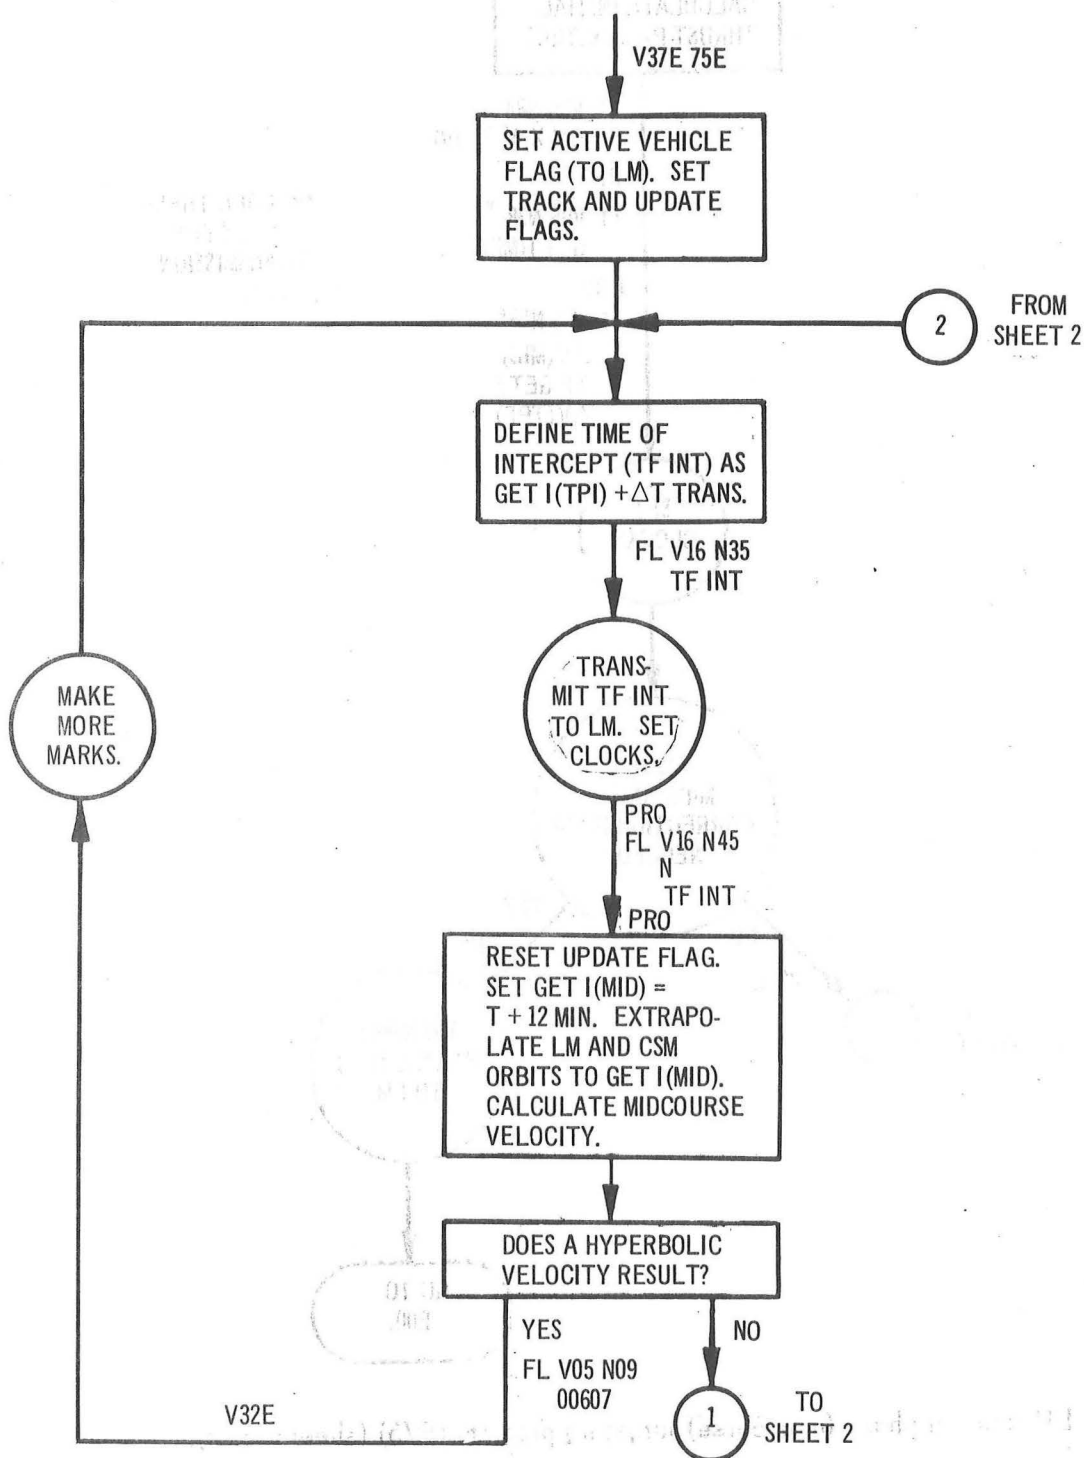 V37E 75E
SET ACTIVE VEHICLE
FLAG (TO LM). SET
TRACK AND UPDATE
FLAGS.
2
FROM
SHEET 2
DEFINE TIME OF
INTERCEPT (TF INT) AS
GET I(TPI) +ΔT TRANS.
FL V16 N35
TF INT
TRANS-
MIT TF INT
TO LM. SET
CLOCKS.
MAKE
MORE
MARKS.
PRO
FL V16 N45
N
TF INT
PRO
RESET UPDATE FLAG.
SET GET I(MID) =
T + 12 MIN. EXTRAPO-
LATE LM AND CSM
ORBITS TO GET I(MID).
CALCULATE MIDCOURSE
VELOCITY.
DOES A HYPERBOLIC
VELOCITY RESULT?
YES
NO
FL V05 N09
00607
V32E
1
TO
SHEET 2